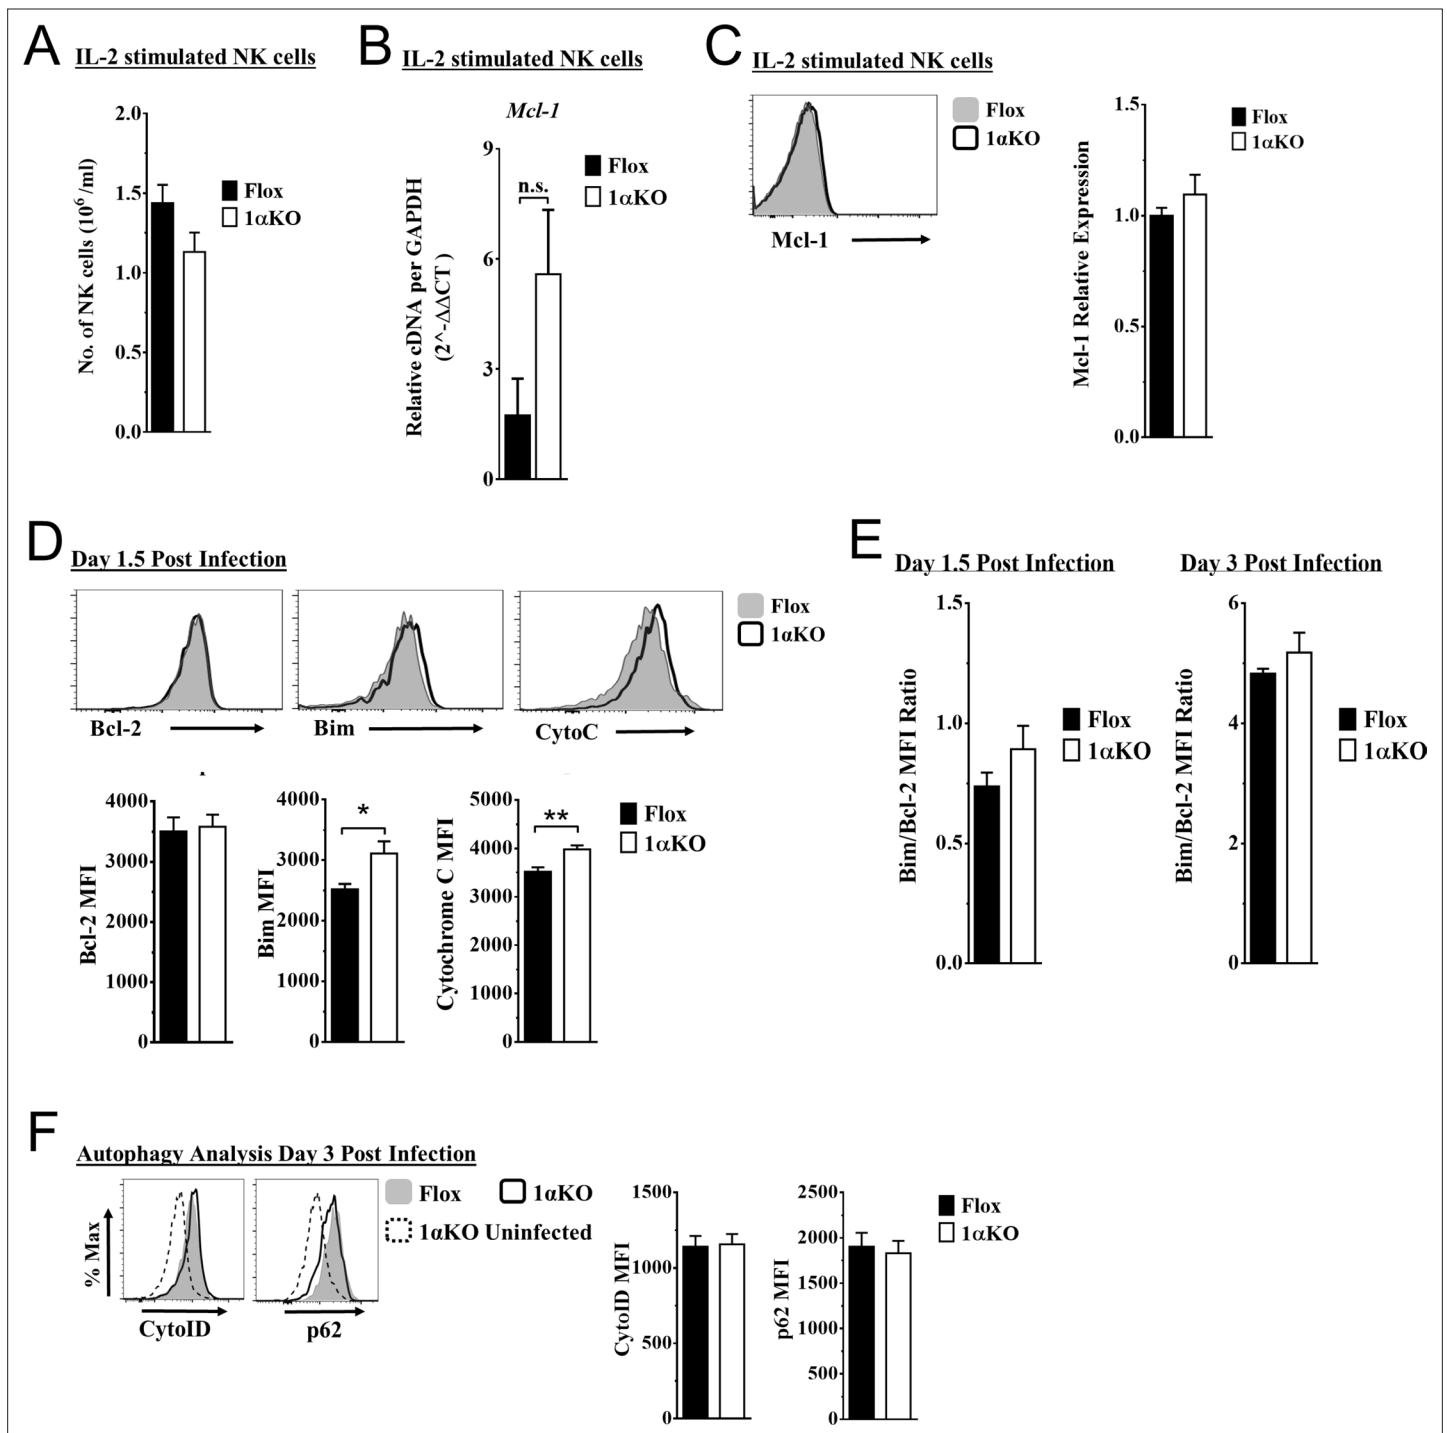 A
IL-2 stimulated NK cells
No. of NK cells (10⁶/ml)
2.0
1.5
1.0
0.5
0.0
Flox
1αKO
B
IL-2 stimulated NK cells
Mcl-1
Relative cDNA per GAPDH
(2^-ΔΔCT )
9
6
3
0
n.s.
Flox
1αKO
C
IL-2 stimulated NK cells
Flox
1αKO
Mcl-1
Mcl-1 Relative Expression
1.5
1.0
0.5
0.0
Flox
1αKO
D
Day 1.5 Post Infection
Flox
1αKO
Bcl-2
Bim
CytoC
Bcl-2 MFI
4000
3000
2000
1000
0
Bim MFI
4000
3000
2000
1000
0
*
Cytochrome C MFI
5000
4000
3000
2000
1000
0
**
Flox
1αKO
E
Day 1.5 Post Infection
Bim/Bcl-2 MFI Ratio
1.5
1.0
0.5
0.0
Flox
1αKO
Day 3 Post Infection
Bim/Bcl-2 MFI Ratio
6
4
2
0
Flox
1αKO
F
Autophagy Analysis Day 3 Post Infection
% Max
CytoID
p62
Flox
1αKO
1αKO Uninfected
CytoID MFI
1500
1000
500
0
p62 MFI
2500
2000
1500
1000
500
0
Flox
1αKO